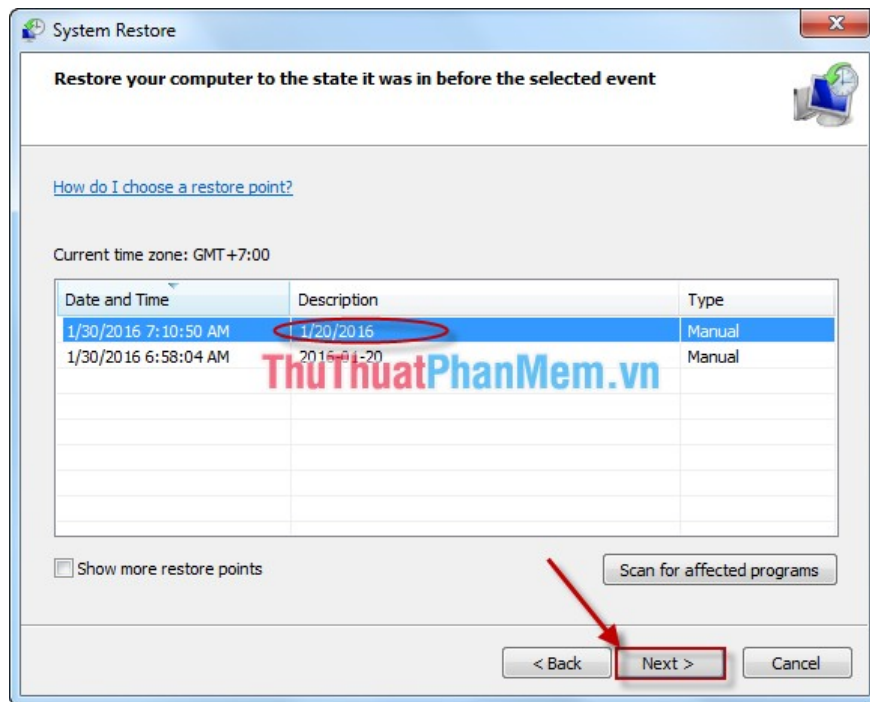 System Restore
Restore your computer to the state it was in before the selected event
How do I choose a restore point?
Current time zone: GMT+7:00
Date and Time Description Type
1/30/2016 7:10:50 AM 1/20/2016 Manual
1/30/2016 6:58:04 AM 2016-01-20 Manual
ThuThuatPhanMem.vn
Show more restore points Scan for affected programs
< Back Next > Cancel